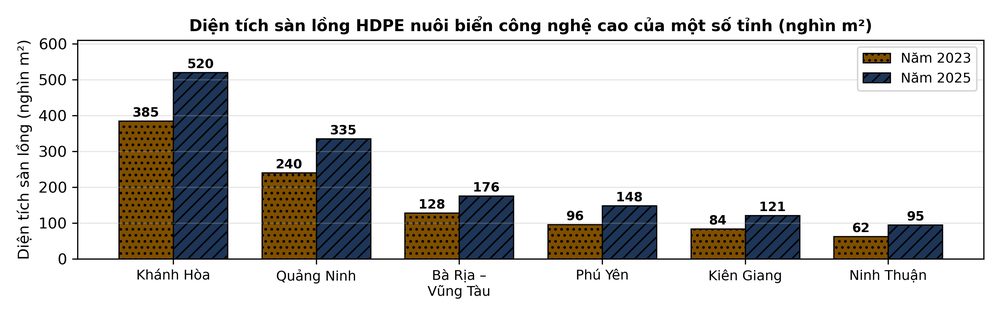 Diện tích sàn lồng HDPE nuôi biển công nghệ cao của một số tỉnh (nghìn m²)
Diện tích sàn lồng (nghìn m²)
600
500
400
300
200
100
0
Năm 2023
Năm 2025
385
520
240
335
128
176
96
148
84
121
62
95
Khánh Hòa
Quảng Ninh
Bà Rịa –
Vũng Tàu
Phú Yên
Kiên Giang
Ninh Thuận